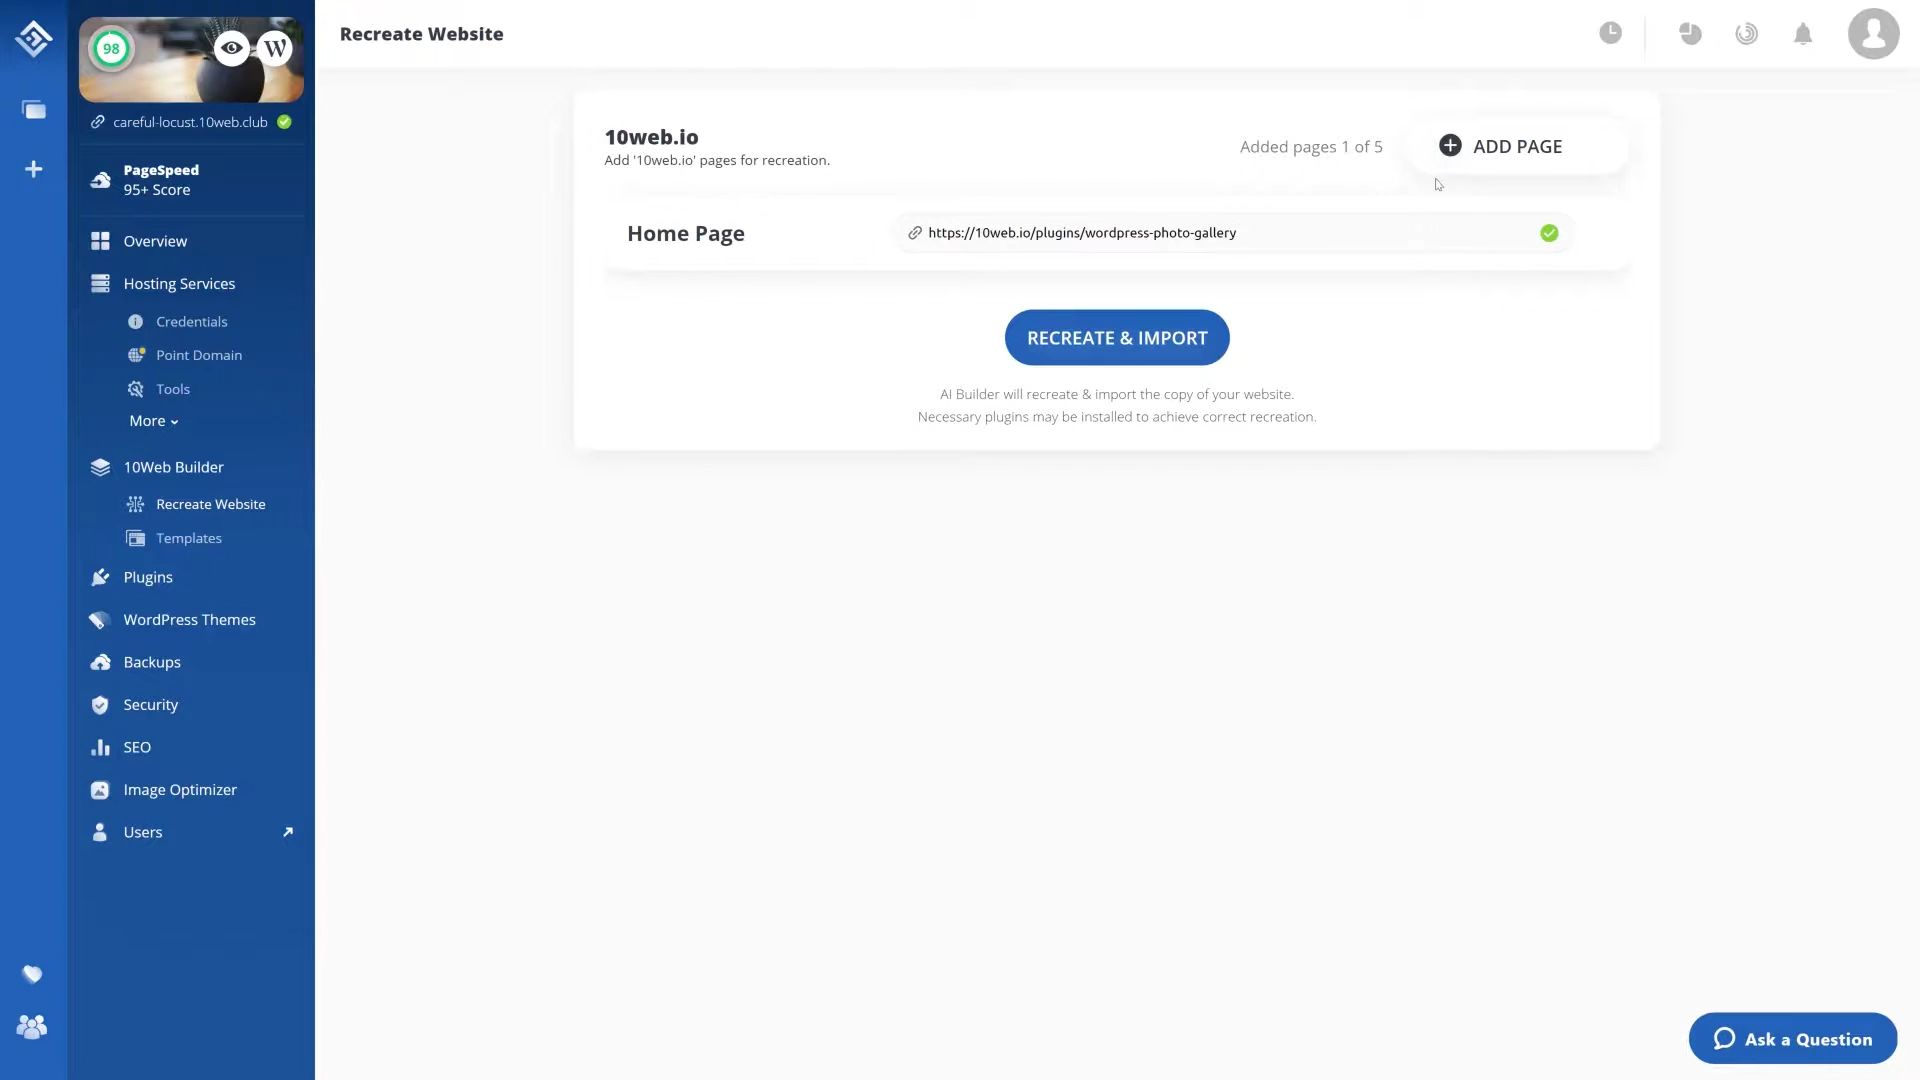 Recreate Website
98
W
careful-locust.10web.club
PageSpeed
95+ Score
Overview
Hosting Services
Credentials
Point Domain
Tools
More
10Web Builder
Recreate Website
Templates
Plugins
WordPress Themes
Backups
Security
SEO
Image Optimizer
Users
10web.io
Add '10web.io' pages for recreation.
Added pages 1 of 5
ADD PAGE
Home Page
https://10web.io/plugins/wordpress-photo-gallery
RECREATE & IMPORT
AI Builder will recreate & import the copy of your website.
Necessary plugins may be installed to achieve correct recreation.
Ask a Question